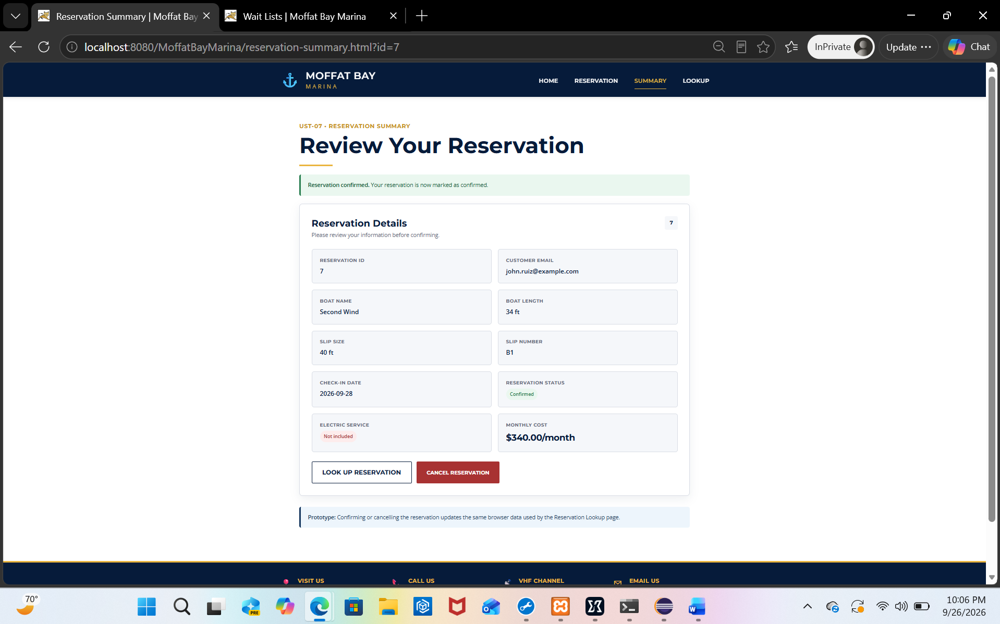 Reservation Summary | Moffat Bay
Wait Lists | Moffat Bay Marina
localhost:8080/MoffatBayMarina/reservation-summary.html?id=7
InPrivate
Update
Chat
MOFFAT BAY
MARINA
HOME
RESERVATION
SUMMARY
LOOKUP
UST-07 • RESERVATION SUMMARY
Review Your Reservation
Reservation confirmed. Your reservation is now marked as confirmed.
Reservation Details
7
Please review your information before confirming.
RESERVATION ID
7
CUSTOMER EMAIL
john.ruiz@example.com
BOAT NAME
Second Wind
BOAT LENGTH
34 ft
SLIP SIZE
40 ft
SLIP NUMBER
B1
CHECK-IN DATE
2026-09-28
RESERVATION STATUS
Confirmed
ELECTRIC SERVICE
Not included
MONTHLY COST
$340.00/month
LOOK UP RESERVATION
CANCEL RESERVATION
Prototype: Confirming or cancelling the reservation updates the same browser data used by the Reservation Lookup page.
VISIT US
CALL US
VHF CHANNEL
EMAIL US
70°
PRE
10:06 PM
9/26/2026